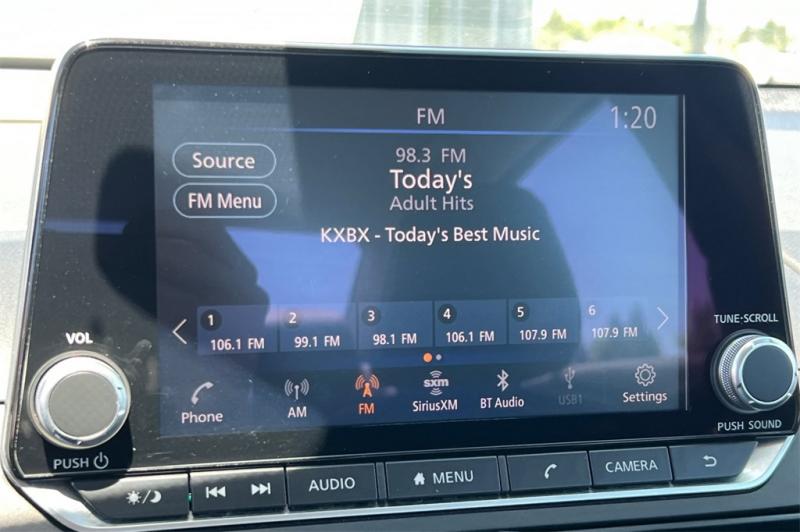 FM
1:20
Source
98.3 FM
Today's
FM Menu
Adult Hits
KXBX - Today's Best Music
1 2 3 4 5 6
106.1 FM 99.1 FM 98.1 FM 106.1 FM 107.9 FM 107.9 FM
VOL
TUNE·SCROLL
sxm
Phone AM FM SiriusXM BT Audio USB1 Settings
PUSH
PUSH SOUND
AUDIO MENU CAMERA